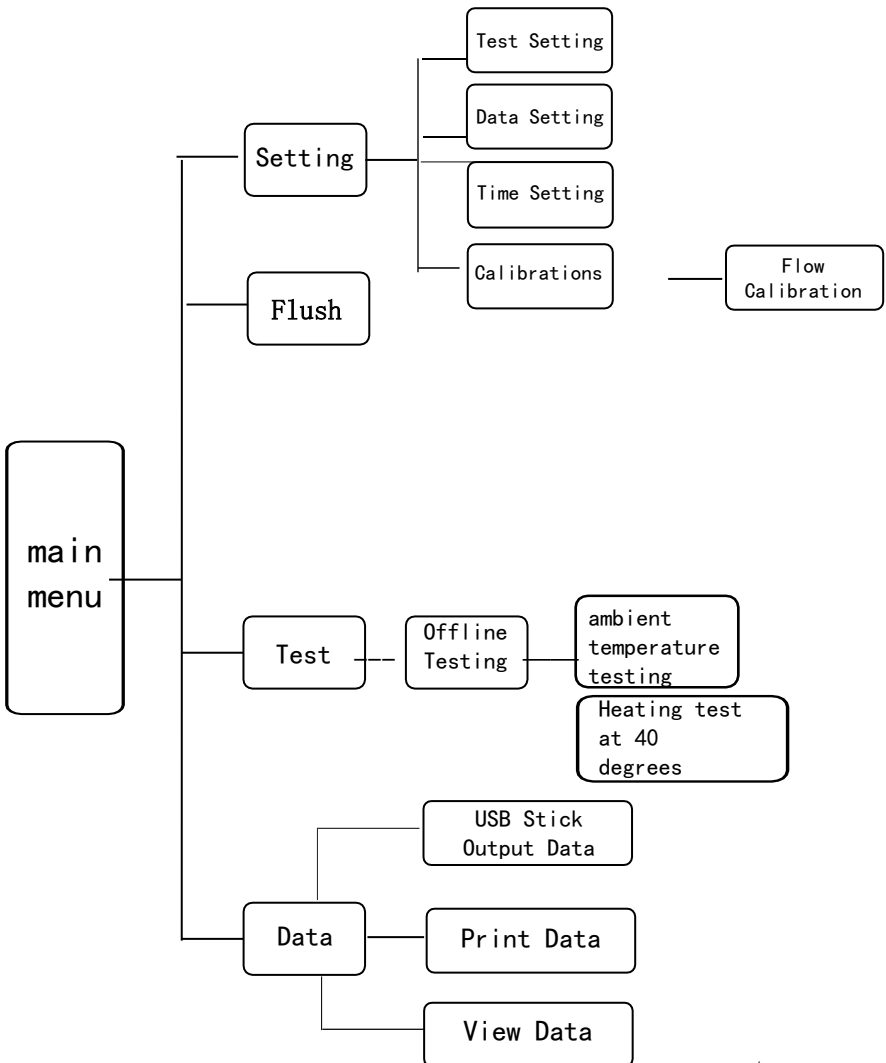 Test Setting
Data Setting
Setting
Time Setting
Calibrations
Flow
Calibration
Flush
main
menu
Test
Offline
Testing
ambient
temperature
testing
Heating test
at 40
degrees
USB Stick
Output Data
Data
Print Data
View Data